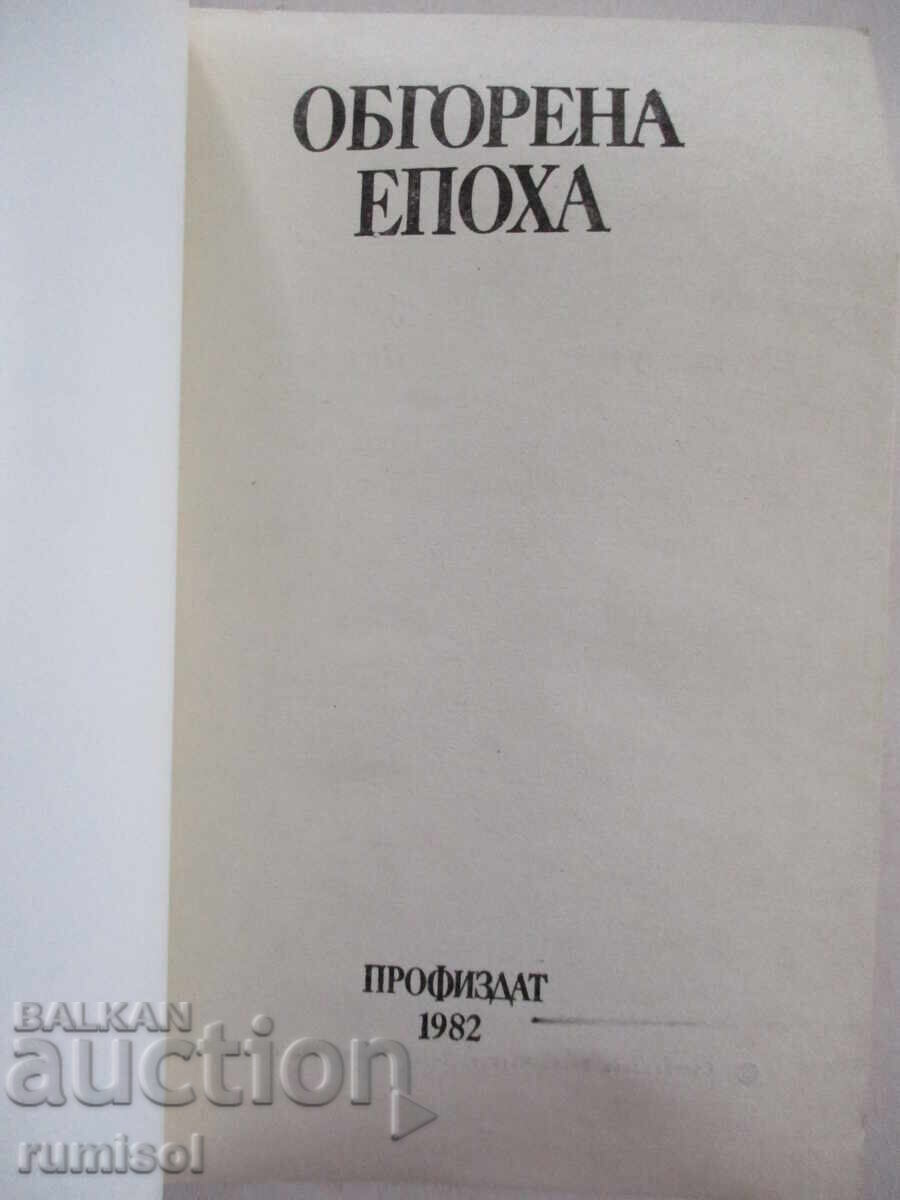 ОБГОРЕНА
ЕПОХА
ПРОФИЗДАТ
1982
BALKAN
auction
rumisol